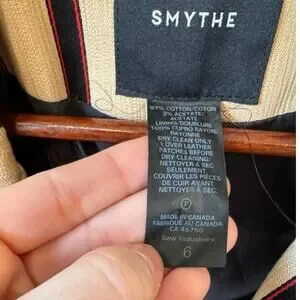 SMYTHE
97% COTTON/COTON
3% ACETATE/
ACETATE
LINING/DOUBLURE
100% CUPRO RAYON/
RAYONNE
DRY CLEAN ONLY
COVER LEATHER
PATCHES BEFORE
DRY CLEANING/
NETTOYER À SEC
SEULEMENT.
COUVRIR LES PIÈCES
DE CUIR AVANT
NETTOYER À SEC.
P
MADE IN CANADA
FABRIQUÉ AU CANADA
CA 45750
Saw Industries
6